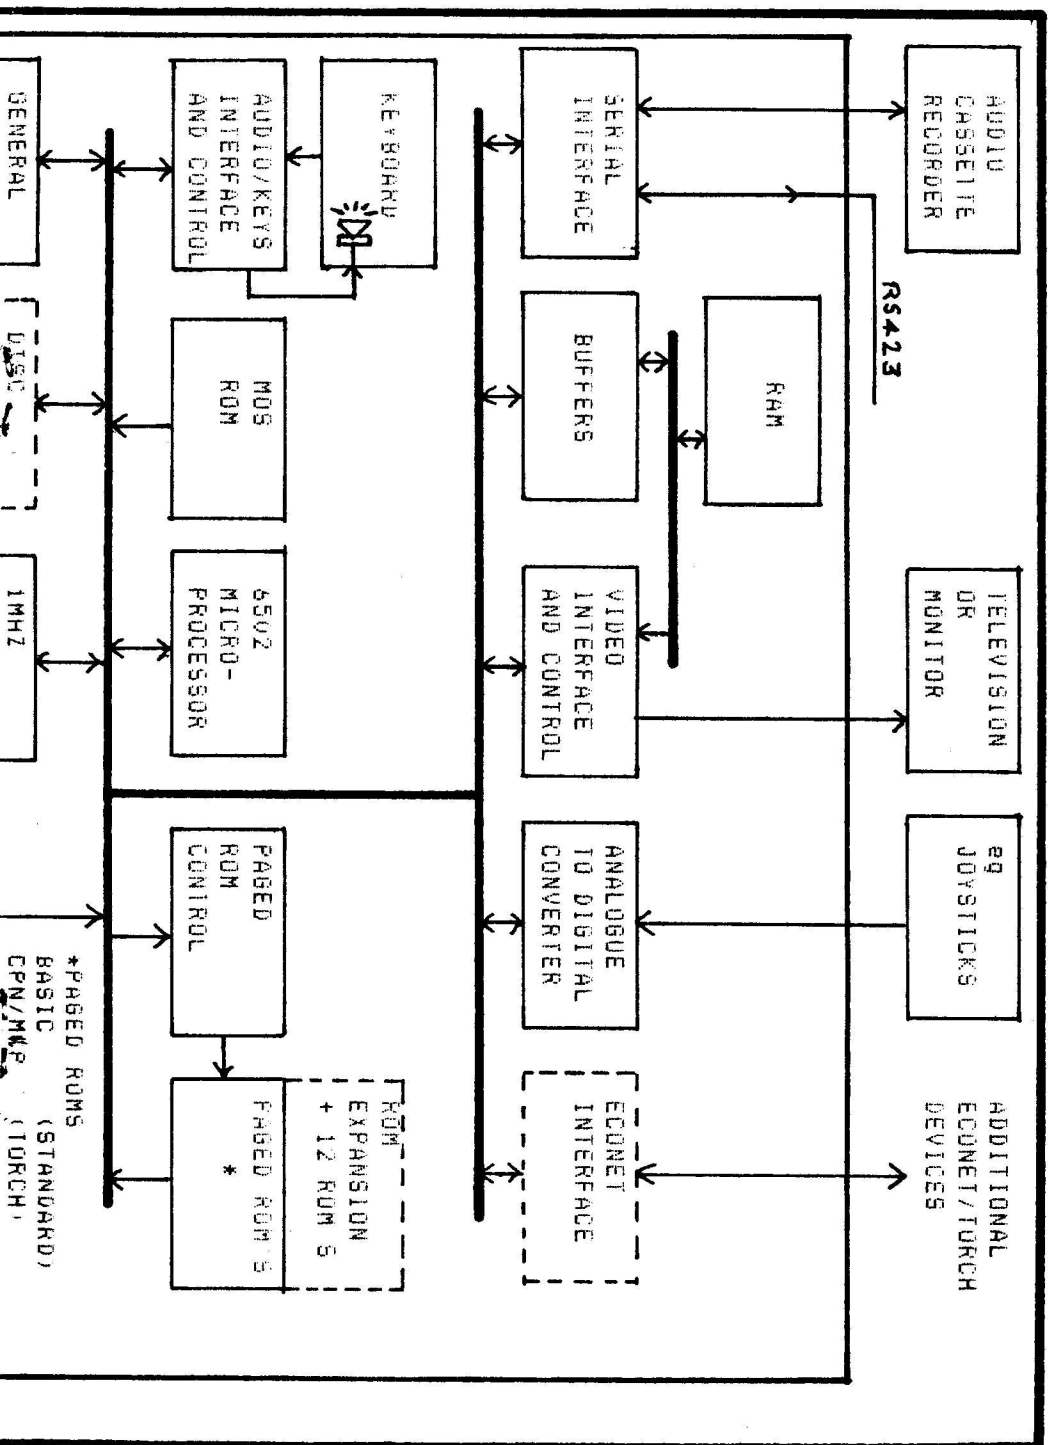 AUDIO
CASSETTE
RECORDER
TELEVISION
OR
MONITOR
eg
JOYSTICKS
ADDITIONAL
ECONET/TORCH
DEVICES
RS423
RAM
SERIAL
INTERFACE
BUFFERS
VIDEO
INTERFACE
AND CONTROL
ANALOGUE
TO DIGITAL
CONVERTER
ECONET
INTERFACE
KEYBOARD
ROM
EXPANSION
+ 12 ROM S
AUDIO/KEYS
INTERFACE
AND CONTROL
MOS
ROM
6502
MICRO-
PROCESSOR
PAGED
ROM
CONTROL
PAGED ROM'S
*
*PAGED ROMS
BASIC (STANDARD)
(TORCH)
GENERAL
DISC
1MHZ